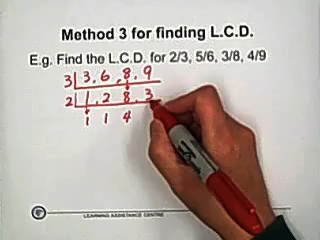 Method 3 for finding L.C.D.
E.g. Find the L.C.D. for 2/3, 5/6, 3/8, 4/9
3 3, 6, 8, 9
2 1, 2 8, 3
1 1 4
LEARNING ASSISTANCE CENTRE